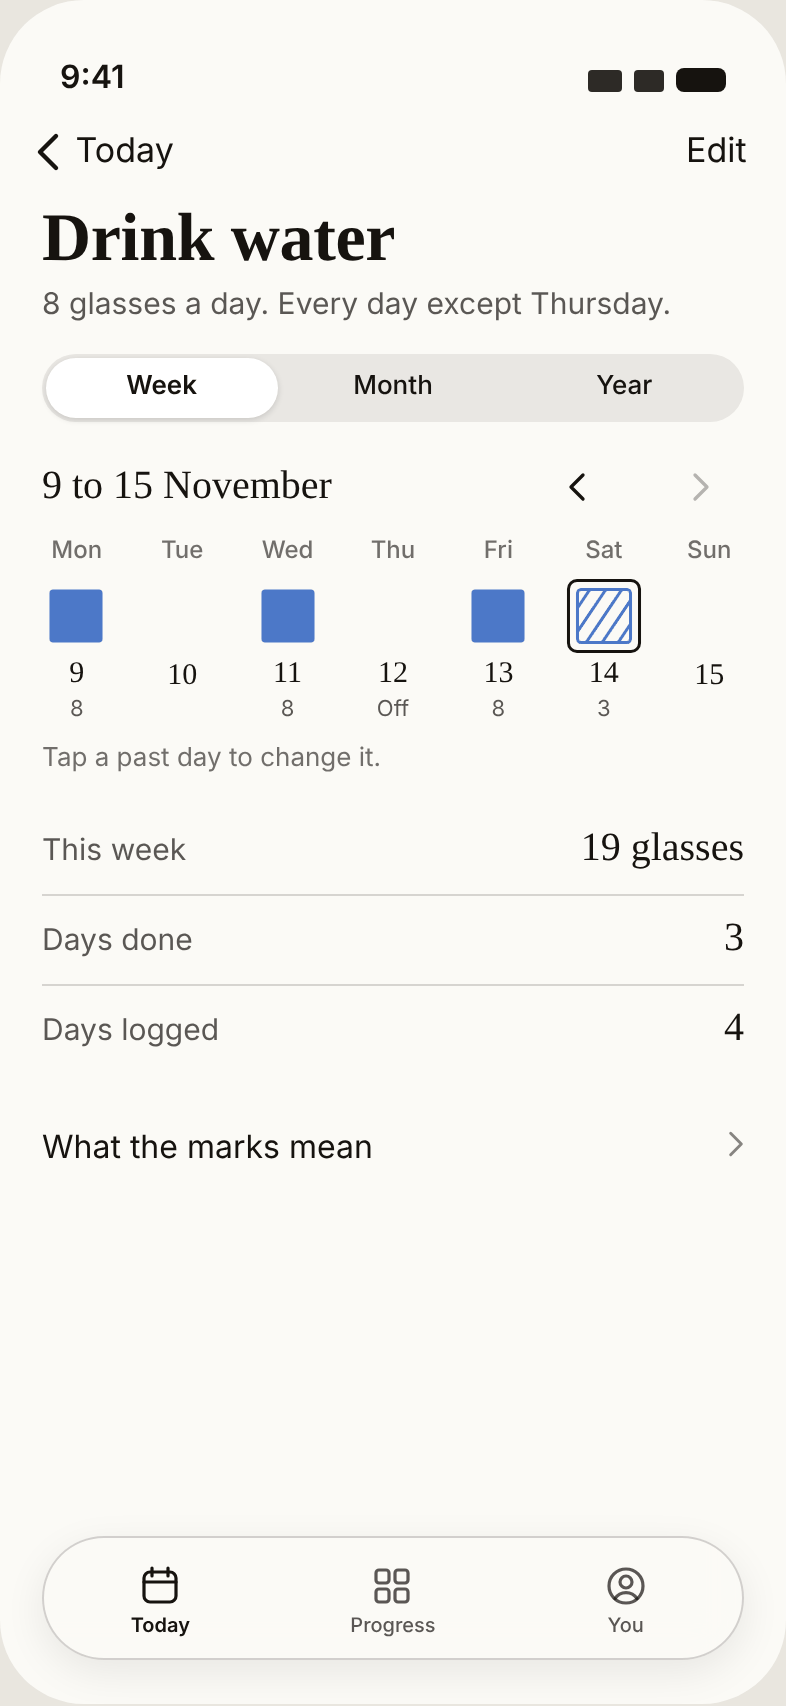 9:41
Today Edit
Drink water
8 glasses a day. Every day except Thursday.
Week Month Year
9 to 15 November
Mon Tue Wed Thu Fri Sat Sun
9 10 11 12 13 14 15
8 8 Off 8 3
Tap a past day to change it.
This week 19 glasses
Days done 3
Days logged 4
What the marks mean
Today Progress You